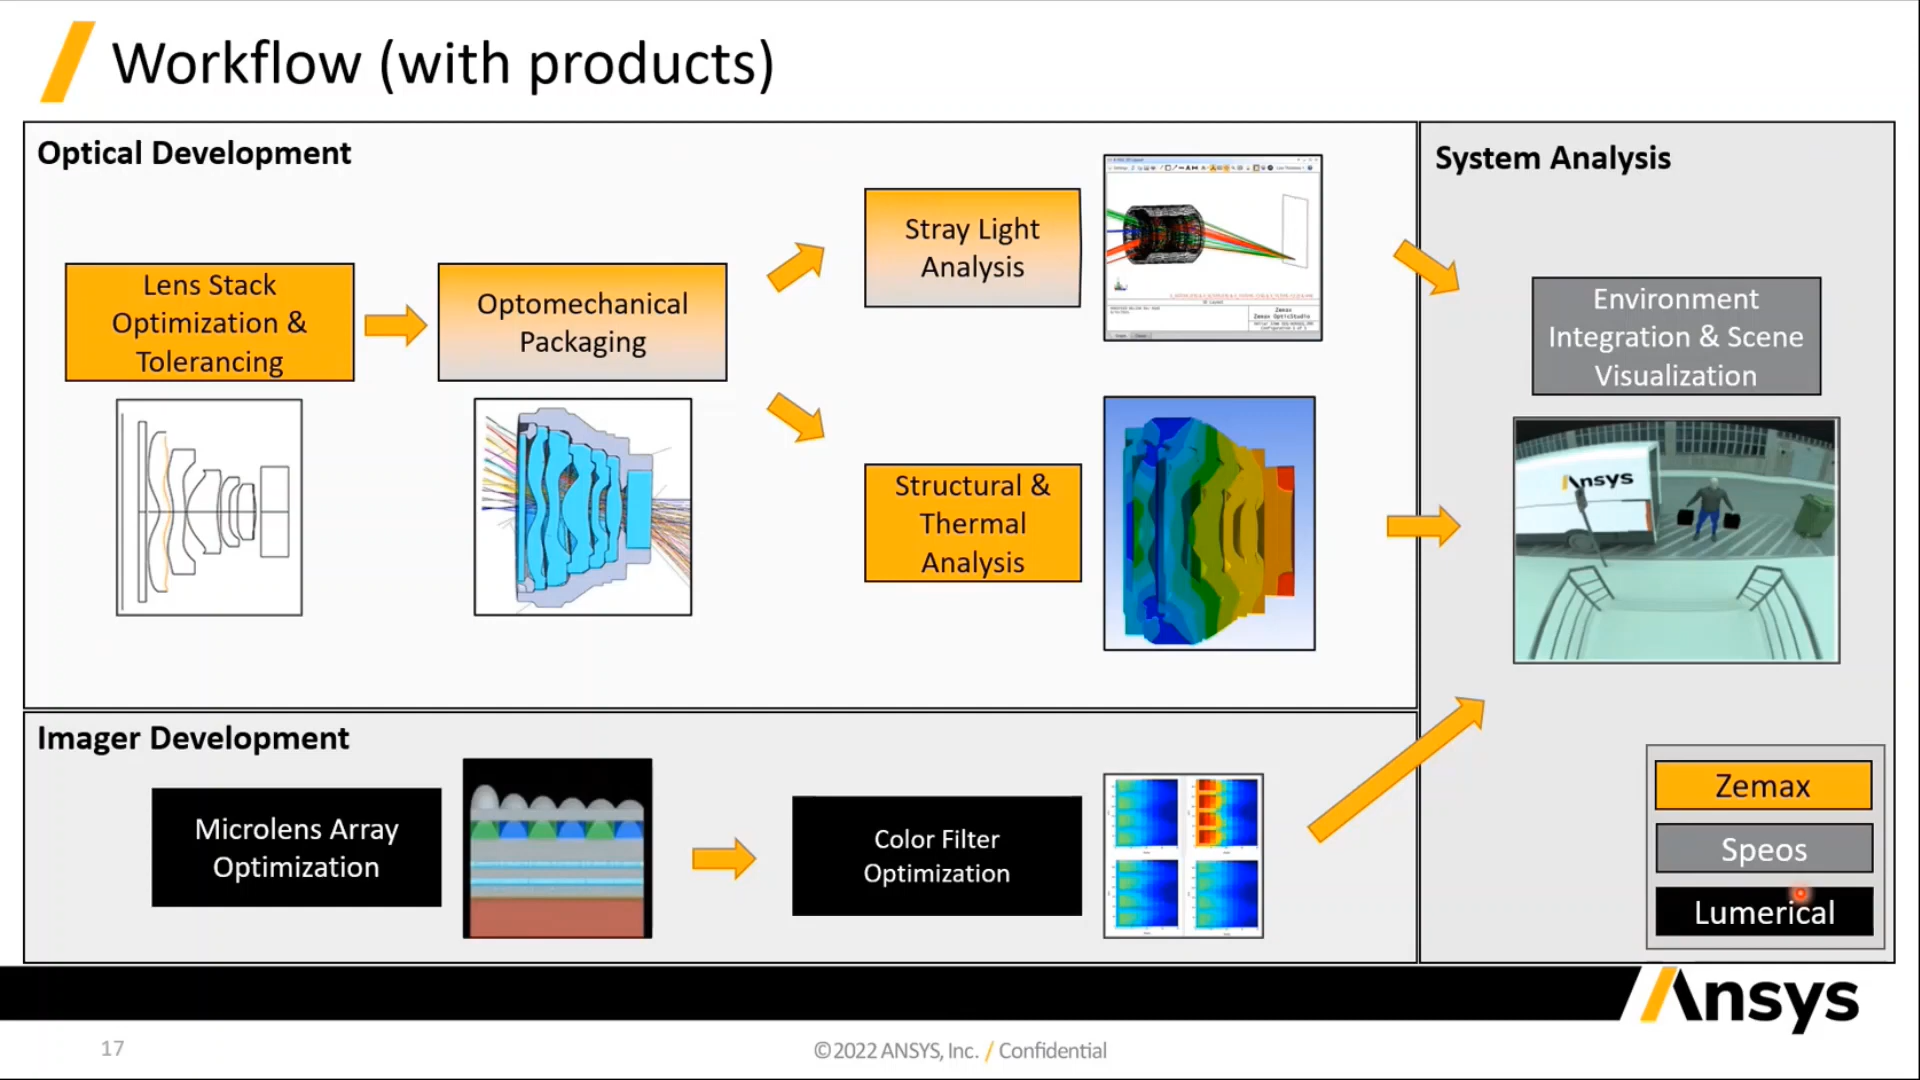 Workflow (with products)
Optical Development
Lens Stack
Optimization &
Tolerancing
Optomechanical
Packaging
Stray Light
Analysis
Structural &
Thermal
Analysis
System Analysis
Environment
Integration & Scene
Visualization
Ansys
Imager Development
Microlens Array
Optimization
Color Filter
Optimization
Zemax
Speos
Lumerical
Ansys
17
©2022 ANSYS, Inc. / Confidential